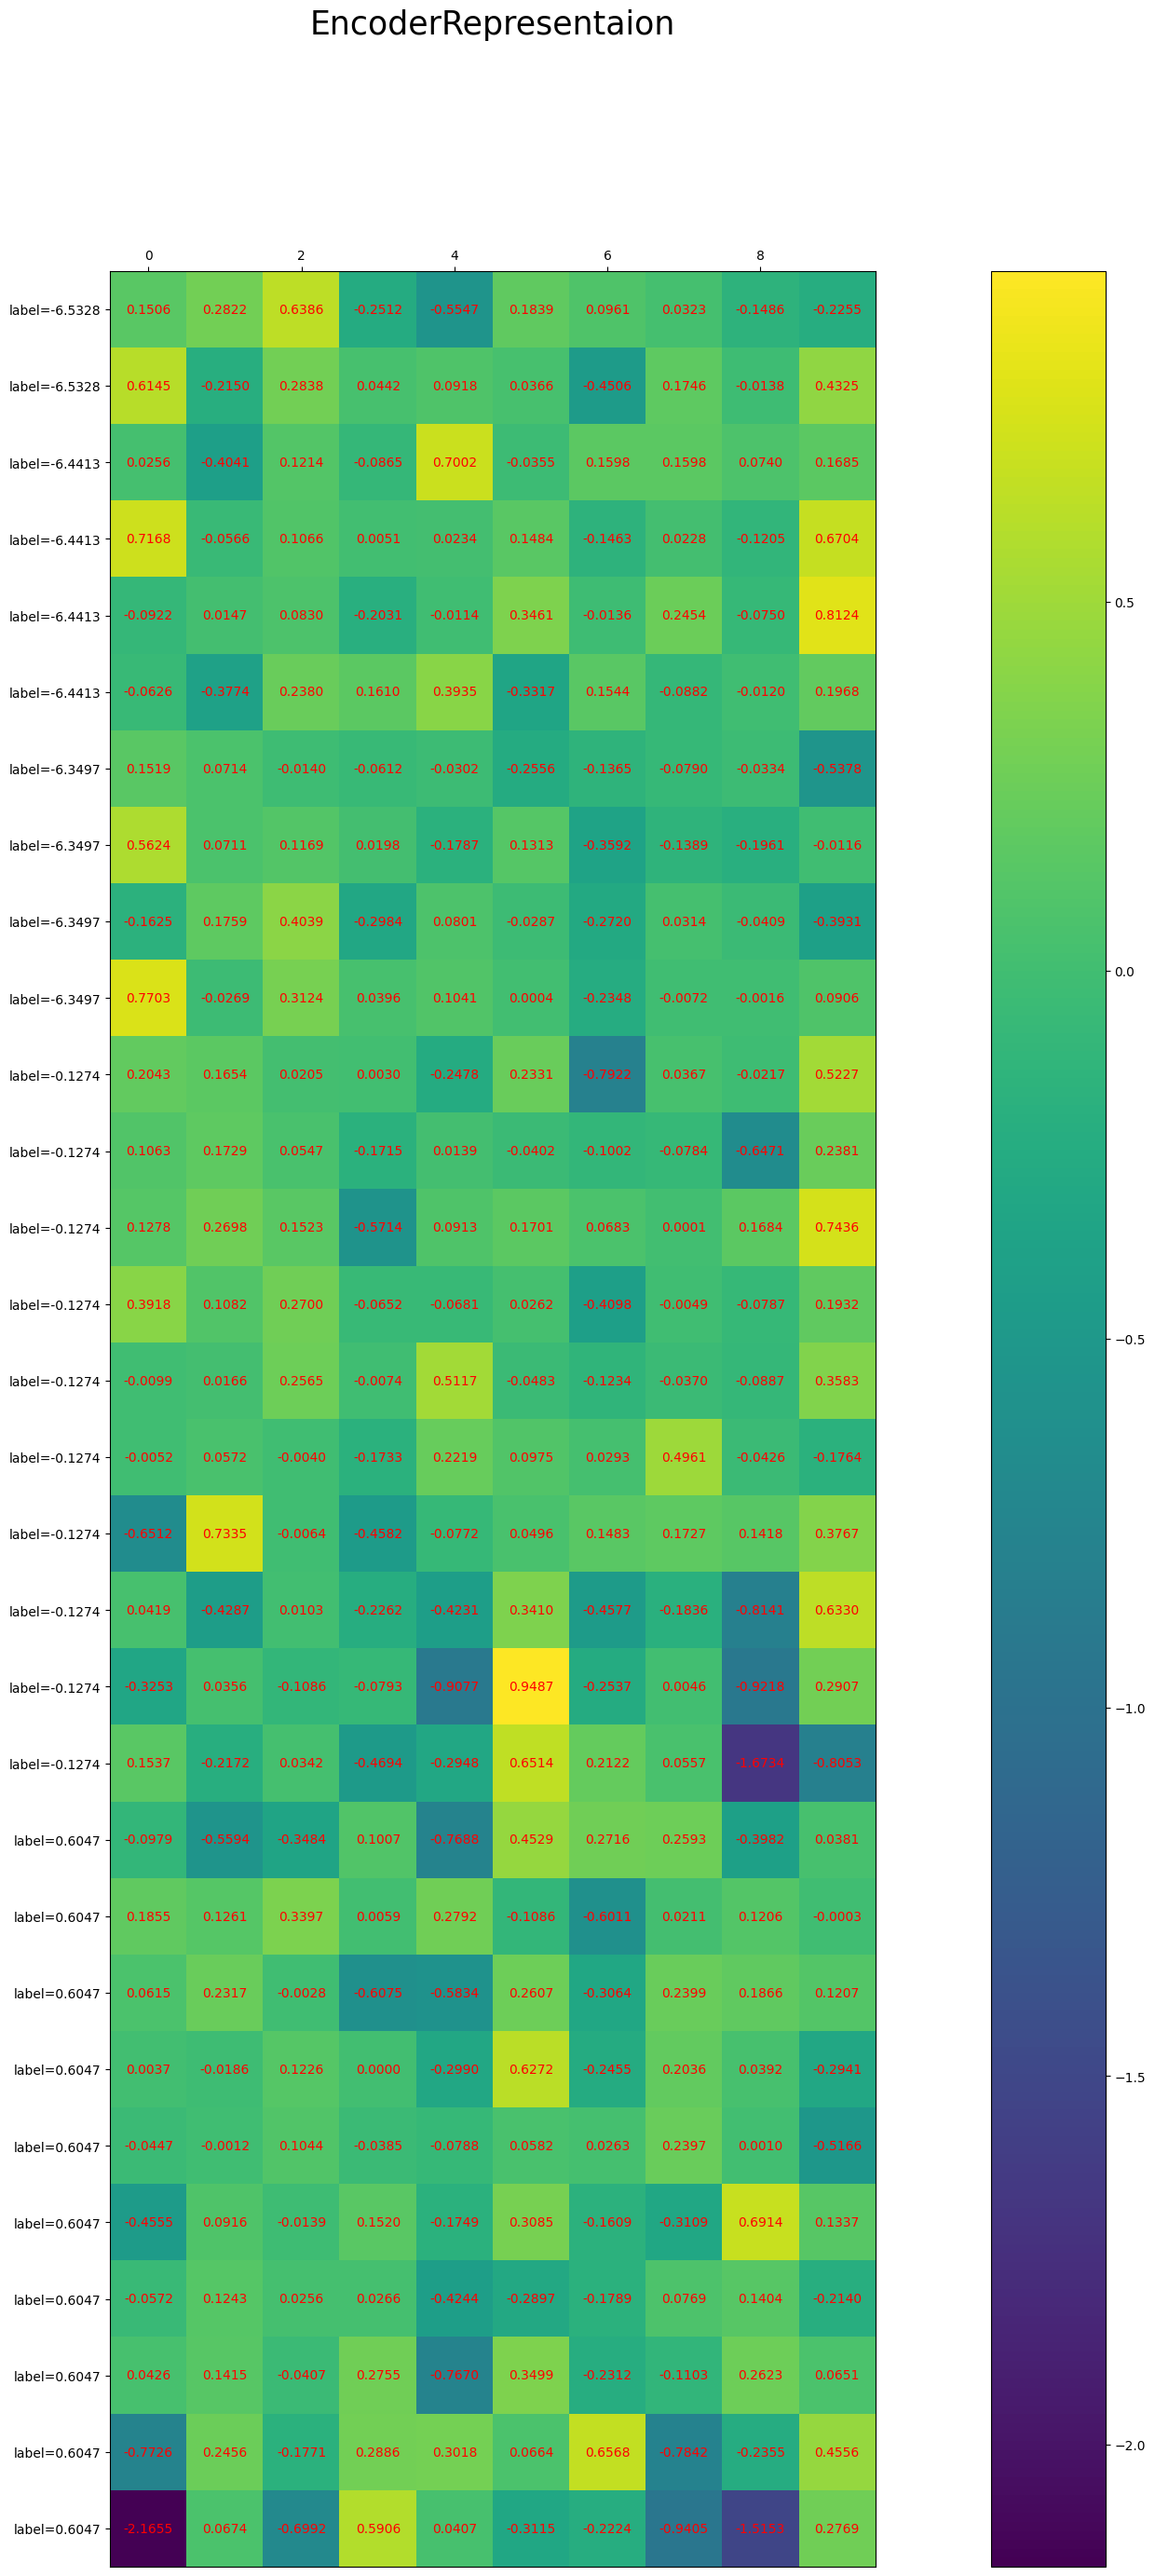 EncoderRepresentaion
0 2 4 6 8
label=-6.5328 0.1506 0.2822 0.6386 -0.2512 -0.5547 0.1839 0.0961 0.0323 -0.1486 -0.2255
label=-6.5328 0.6145 -0.2150 0.2838 0.0442 0.0918 0.0366 -0.4506 0.1746 -0.0138 0.4325
label=-6.4413 0.0256 -0.4041 0.1214 -0.0865 0.7002 -0.0355 0.1598 0.1598 0.0740 0.1685
label=-6.4413 0.7168 -0.0566 0.1066 0.0051 0.0234 0.1484 -0.1463 0.0228 -0.1205 0.6704
label=-6.4413 -0.0922 0.0147 0.0830 -0.2031 -0.0114 0.3461 -0.0136 0.2454 -0.0750 0.8124
0.5
label=-6.4413 -0.0626 -0.3774 0.2380 0.1610 0.3935 -0.3317 0.1544 -0.0882 -0.0120 0.1968
label=-6.3497 0.1519 0.0714 -0.0140 -0.0612 -0.0302 -0.2556 -0.1365 -0.0790 -0.0334 -0.5378
label=-6.3497 0.5624 0.0711 0.1169 0.0198 -0.1787 0.1313 -0.3592 -0.1389 -0.1961 -0.0116
label=-6.3497 -0.1625 0.1759 0.4039 -0.2984 0.0801 -0.0287 -0.2720 0.0314 -0.0409 -0.3931
0.0
label=-6.3497 0.7703 -0.0269 0.3124 0.0396 0.1041 0.0004 -0.2348 -0.0072 -0.0016 0.0906
label=-0.1274 0.2043 0.1654 0.0205 0.0030 -0.2478 0.2331 -0.7922 0.0367 -0.0217 0.5227
label=-0.1274 0.1063 0.1729 0.0547 -0.1715 0.0139 -0.0402 -0.1002 -0.0784 -0.6471 0.2381
label=-0.1274 0.1278 0.2698 0.1523 -0.5714 0.0913 0.1701 0.0683 0.0001 0.1684 0.7436
label=-0.1274 0.3918 0.1082 0.2700 -0.0652 -0.0681 0.0262 -0.4098 -0.0049 -0.0787 0.1932
−0.5
label=-0.1274 -0.0099 0.0166 0.2565 -0.0074 0.5117 -0.0483 -0.1234 -0.0370 -0.0887 0.3583
label=-0.1274 -0.0052 0.0572 -0.0040 -0.1733 0.2219 0.0975 0.0293 0.4961 -0.0426 -0.1764
label=-0.1274 -0.6512 0.7335 -0.0064 -0.4582 -0.0772 0.0496 0.1483 0.1727 0.1418 0.3767
label=-0.1274 0.0419 -0.4287 0.0103 -0.2262 -0.4231 0.3410 -0.4577 -0.1836 -0.8141 0.6330
label=-0.1274 -0.3253 0.0356 -0.1086 -0.0793 -0.9077 0.9487 -0.2537 0.0046 -0.9218 0.2907
−1.0
label=-0.1274 0.1537 -0.2172 0.0342 -0.4694 -0.2948 0.6514 0.2122 0.0557 -1.6734 -0.8053
label=0.6047 -0.0979 -0.5594 -0.3484 0.1007 -0.7688 0.4529 0.2716 0.2593 -0.3982 0.0381
label=0.6047 0.1855 0.1261 0.3397 0.0059 0.2792 -0.1086 -0.6011 0.0211 0.1206 -0.0003
label=0.6047 0.0615 0.2317 -0.0028 -0.6075 -0.5834 0.2607 -0.3064 0.2399 0.1866 0.1207
label=0.6047 0.0037 -0.0186 0.1226 0.0000 -0.2990 0.6272 -0.2455 0.2036 0.0392 -0.2941
−1.5
label=0.6047 -0.0447 -0.0012 0.1044 -0.0385 -0.0788 0.0582 0.0263 0.2397 0.0010 -0.5166
label=0.6047 -0.4555 0.0916 -0.0139 0.1520 -0.1749 0.3085 -0.1609 -0.3109 0.6914 0.1337
label=0.6047 -0.0572 0.1243 0.0256 0.0266 -0.4244 -0.2897 -0.1789 0.0769 0.1404 -0.2140
label=0.6047 0.0426 0.1415 -0.0407 0.2755 -0.7670 0.3499 -0.2312 -0.1103 0.2623 0.0651
label=0.6047 -0.7726 0.2456 -0.1771 0.2886 0.3018 0.0664 0.6568 -0.7842 -0.2355 0.4556
−2.0
label=0.6047 -2.1655 0.0674 -0.6992 0.5906 0.0407 -0.3115 -0.2224 -0.9405 0.2769